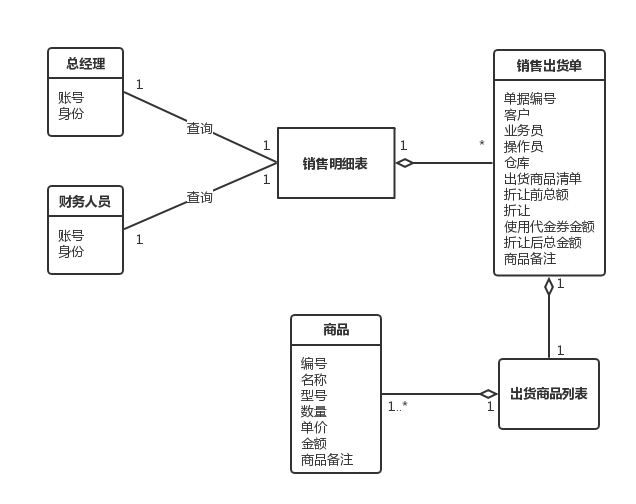 总经理
账号
身份
1
查询
1
销售明细表
1
*
销售出货单
单据编号
客户
业务员
操作员
仓库
出货商品清单
折让前总额
折让
使用代金券金额
折让后总金额
商品备注
财务人员
账号
身份
1
查询
1
1
1
出货商品列表
1
1..*
商品
编号
名称
型号
数量
单价
金额
商品备注